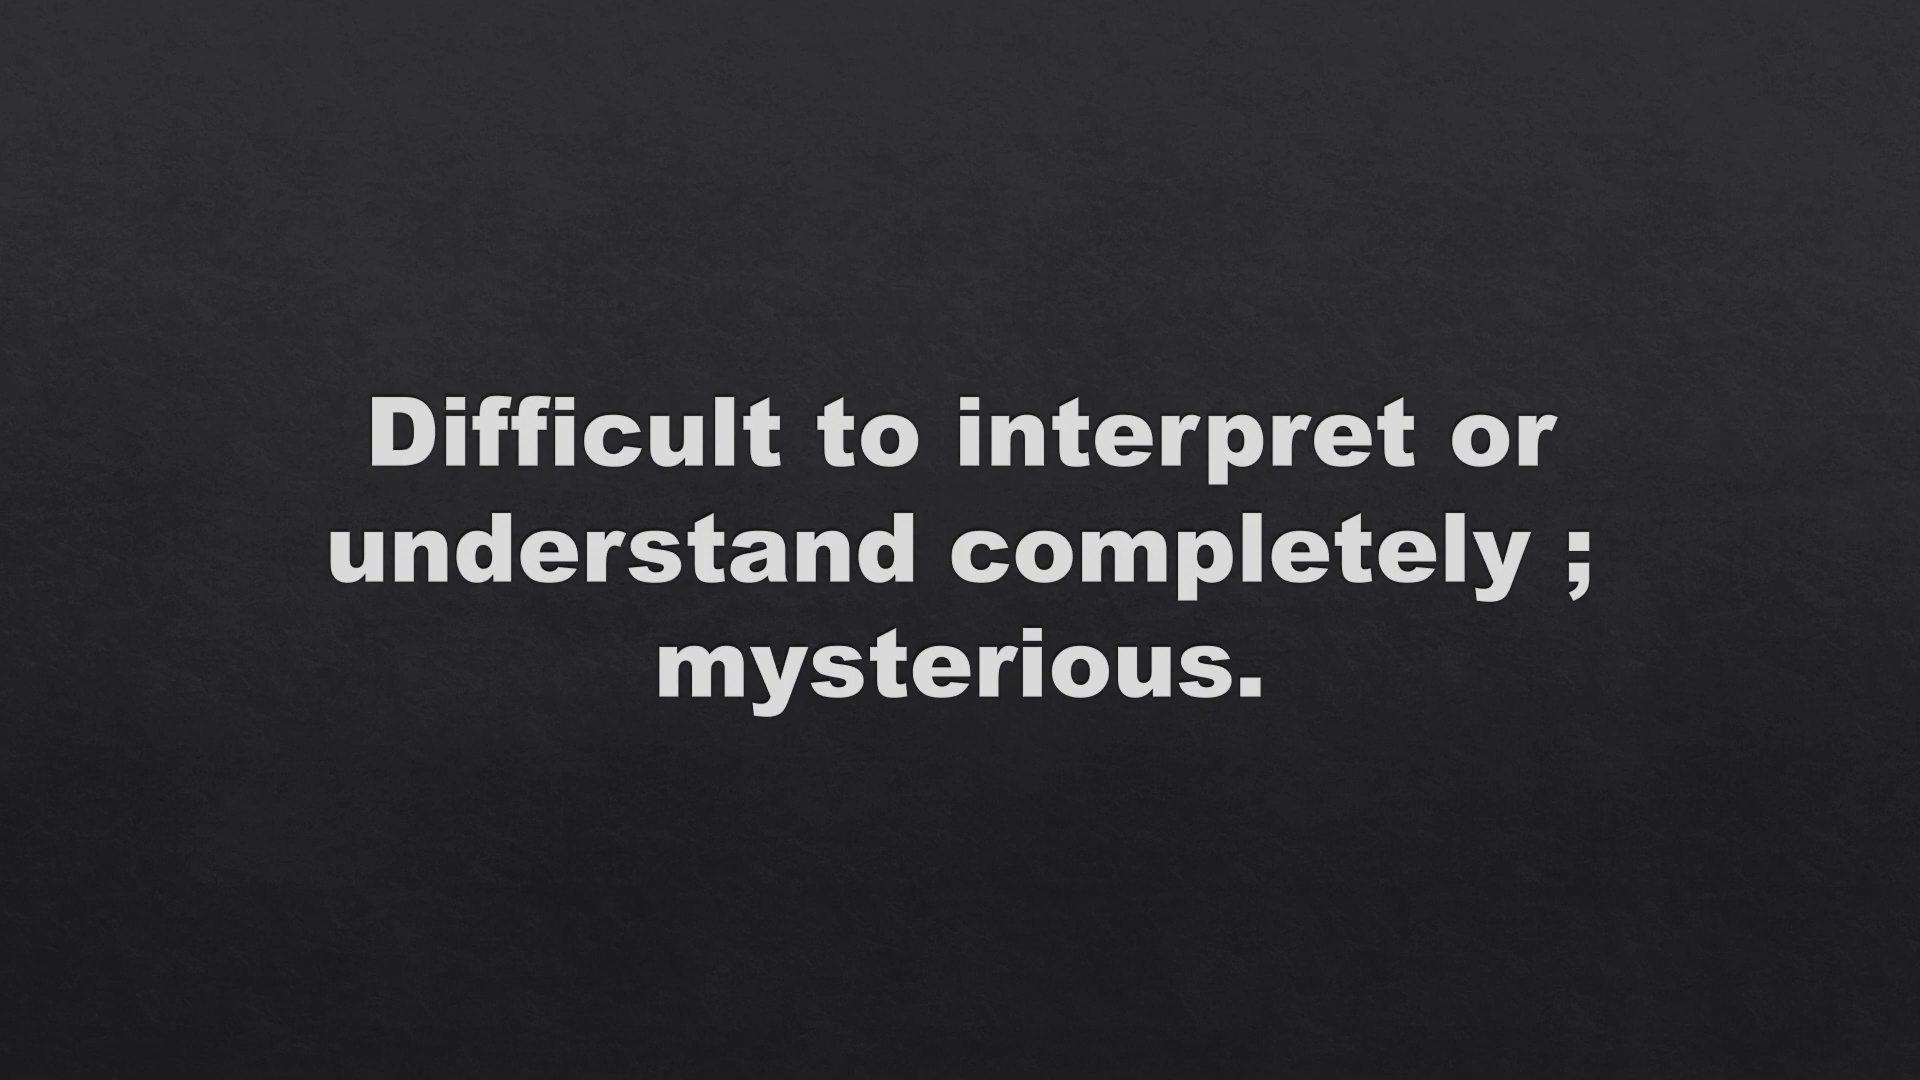 Difficult to interpret or
understand completely ;
mysterious.